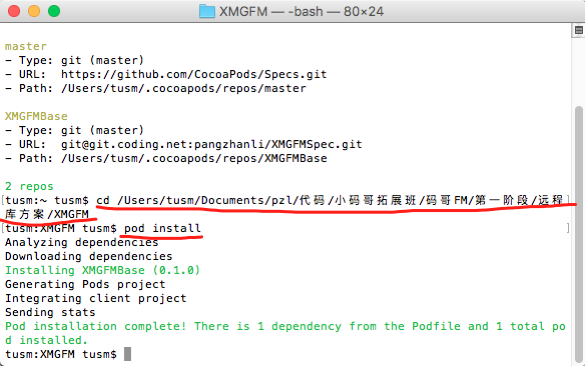 XMGFM — -bash — 80×24
master
- Type: git (master)
- URL:  https://github.com/CocoaPods/Specs.git
- Path: /Users/tusm/.cocoapods/repos/master
XMGFMBase
- Type: git (master)
- URL:  git@git.coding.net:pangzhanli/XMGFMSpec.git
- Path: /Users/tusm/.cocoapods/repos/XMGFMBase
2 repos
[tusm:~ tusm$ cd /Users/tusm/Documents/pzl/代码/小码哥拓展班/码哥FM/第一阶段/远程]
库方案/XMGFM
[tusm:XMGFM tusm$ pod install ]
Analyzing dependencies
Downloading dependencies
Installing XMGFMBase (0.1.0)
Generating Pods project
Integrating client project
Sending stats
Pod installation complete! There is 1 dependency from the Podfile and 1 total po
d installed.
tusm:XMGFM tusm$